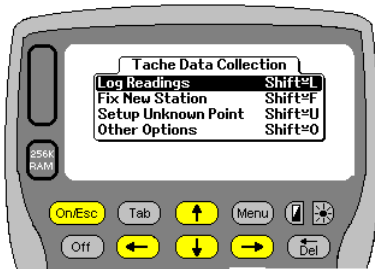 Tache Data Collection
Log Readings Shift L
Fix New Station Shift F
Setup Unknown Point Shift U
Other Options Shift O
256K
RAM
On/Esc Tab Menu
Off Del